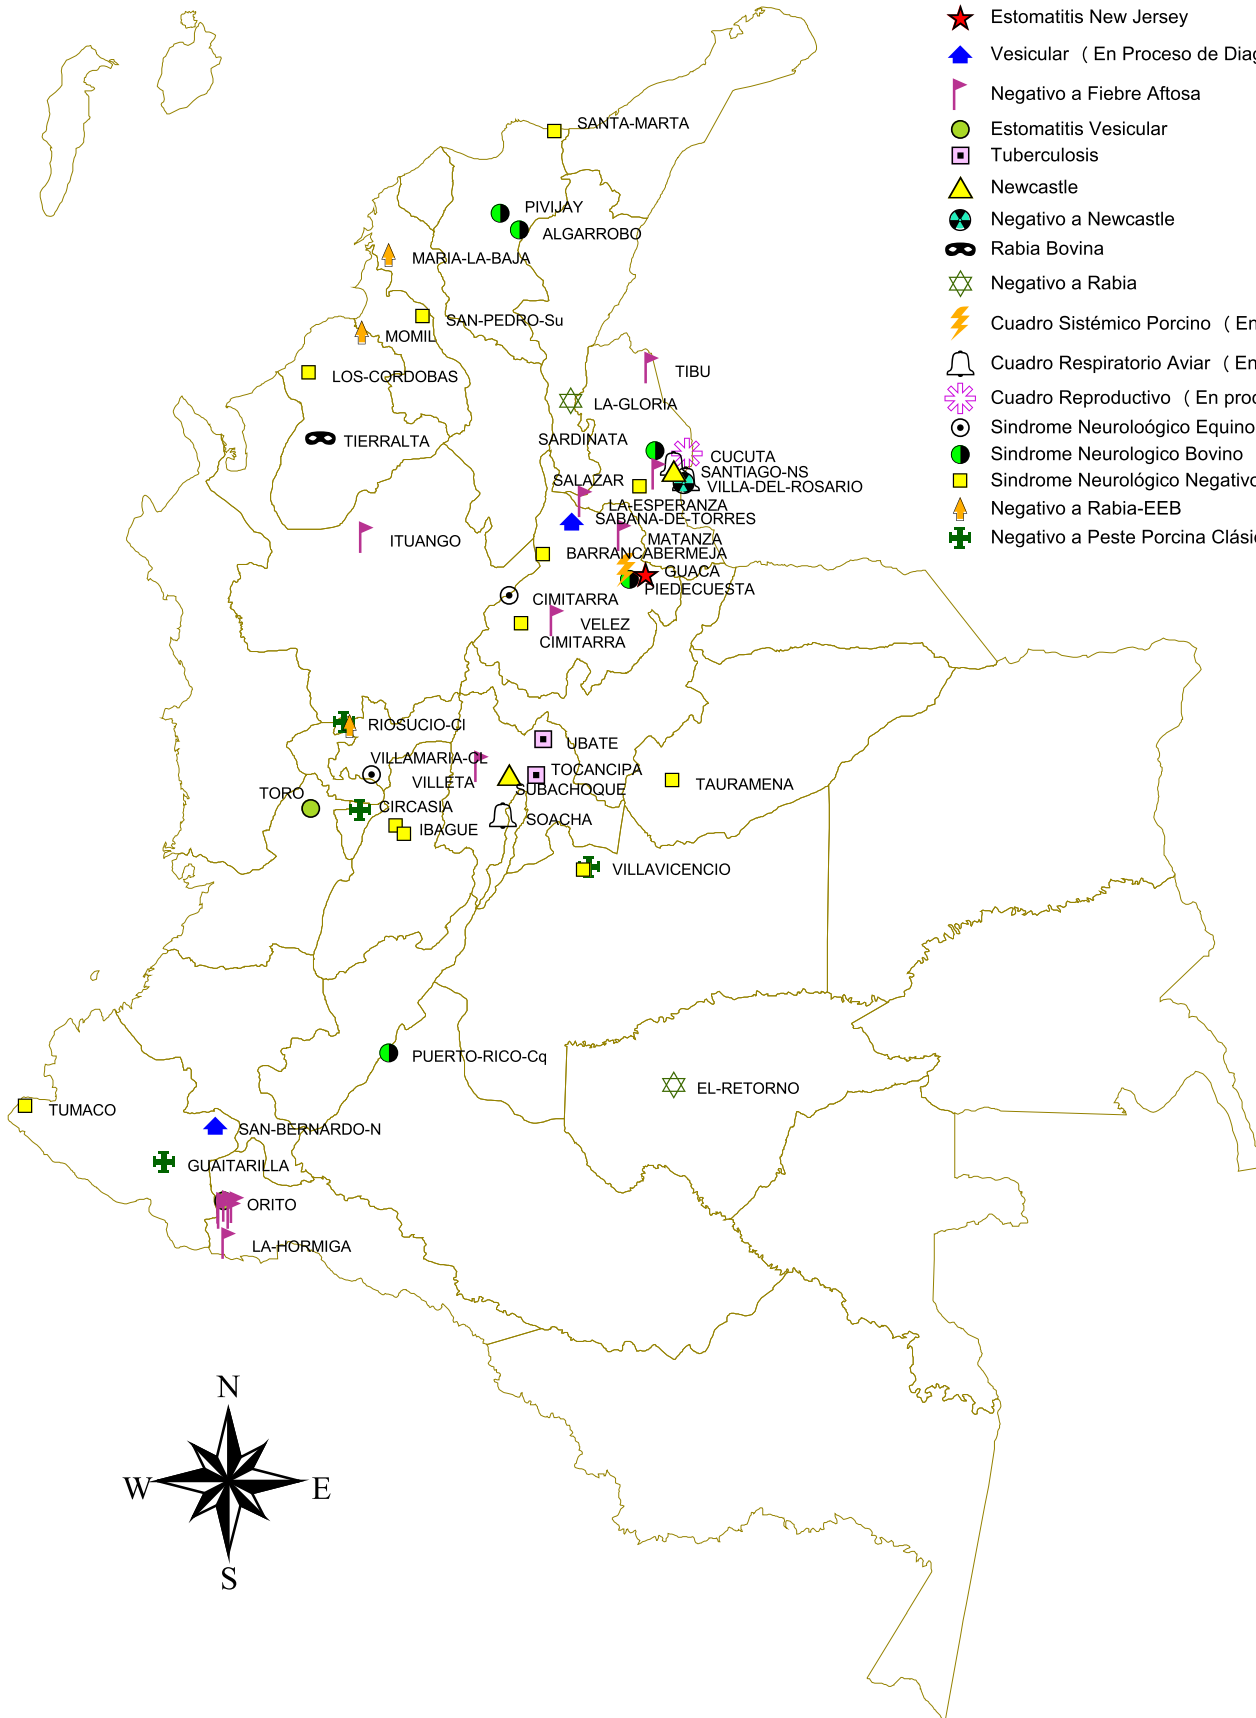 Estomatitis New Jersey
Vesicular ( En Proceso de Diag
Negativo a Fiebre Aftosa
Estomatitis Vesicular
Tuberculosis
Newcastle
Negativo a Newcastle
Rabia Bovina
Negativo a Rabia
Cuadro Sistémico Porcino ( En
Cuadro Respiratorio Aviar ( En
Cuadro Reproductivo ( En proc
Sindrome Neuroloógico Equino
Sindrome Neurologico Bovino
Sindrome Neurológico Negativo
Negativo a Rabia-EEB
Negativo a Peste Porcina Clásic
SANTA-MARTA
PIVIJAY
ALGARROBO
MARIA-LA-BAJA
SAN-PEDRO-Su
MOMIL
TIBU
LOS-CORDOBAS
LA-GLORIA
TIERRALTA
SARDINATA
CUCUTA
SANTIAGO-NS
SALAZAR
VILLA-DEL-ROSARIO
LA-ESPERANZA
SABANA-DE-TORRES
ITUANGO
MATANZA
BARRANCABERMEJA
GUACA
PIEDECUESTA
CIMITARRA
VELEZ
CIMITARRA
RIOSUCIO-Cl
UBATE
VILLAMARIA-CL
TOCANCIPA
VILLETA
TAURAMENA
SUBACHOQUE
TORO
CIRCASIA
SOACHA
IBAGUE
VILLAVICENCIO
PUERTO-RICO-Cq
EL-RETORNO
TUMACO
SAN-BERNARDO-N
GUAITARILLA
ORITO
LA-HORMIGA
N
W
E
S